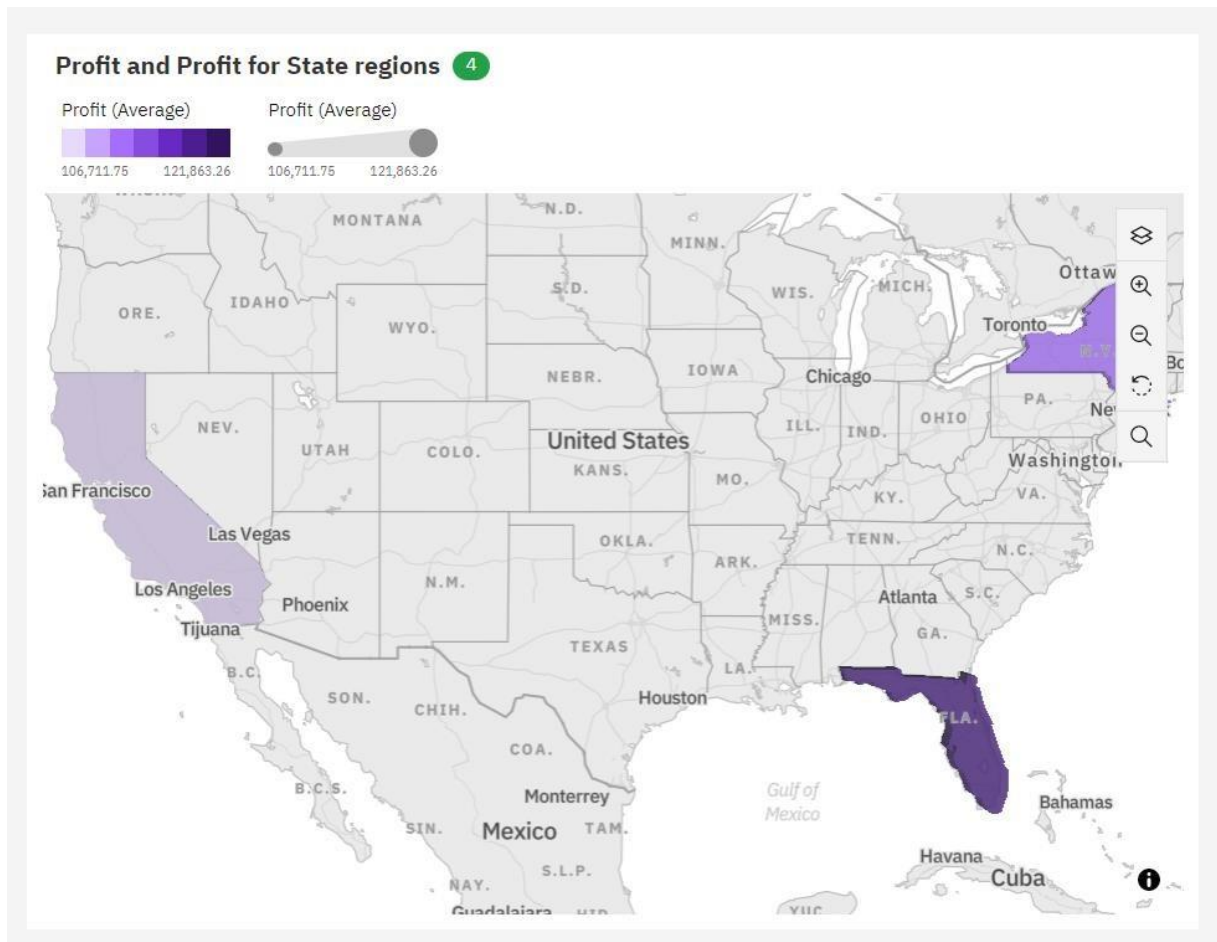 Profit and Profit for State regions 4
Profit (Average) Profit (Average)
106,711.75 121,863.26 106,711.75 121,863.26
N.D.
MONTANA
MINN.
Ottaw
S.D.
MICH.
WIS.
IDAHO
ORE.
Toronto
WYO.
N.Y.
IOWA
Chicago
NEBR.
PA.
Ne
OHIO
ILL.
IND.
NEV.
United States
UTAH
COLO.
Washington
KANS.
MO.
San Francisco
KY.
VA.
Las Vegas
OKLA.
TENN.
N.C.
ARK.
N.M.
Los Angeles
Phoenix
Atlanta
S.C.
MISS.
Tijuana
GA.
TEXAS
LA.
B.C.
SON.
Houston
CHIH.
FLA.
COA.
B.C.S.
Monterrey
Gulf of
Mexico
Bahamas
SIN.
Mexico
TAM.
Havana
Cuba
S.L.P.
NAY.
Guadalajara
YUC